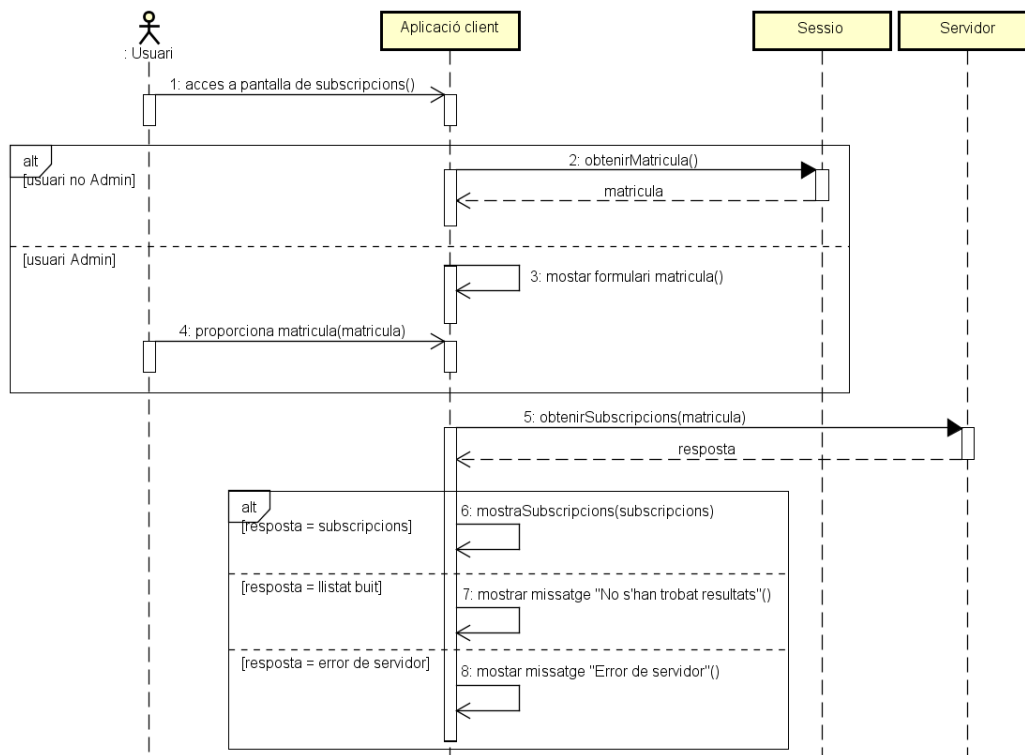 : Usuari
Aplicació client
Sessio
Servidor
1: acces a pantalla de subscripcions()
alt
[usuari no Admin]
2: obtenirMatricula()
matricula
[usuari Admin]
3: mostar formulari matricula()
4: proporciona matricula(matricula)
5: obtenirSubscripcions(matricula)
resposta
alt
[resposta = subscripcions]
6: mostraSubscripcions(subscripcions)
[resposta = llistat buit]
7: mostrar missatge "No s'han trobat resultats"()
[resposta = error de servidor]
8: mostar missatge "Error de servidor"()